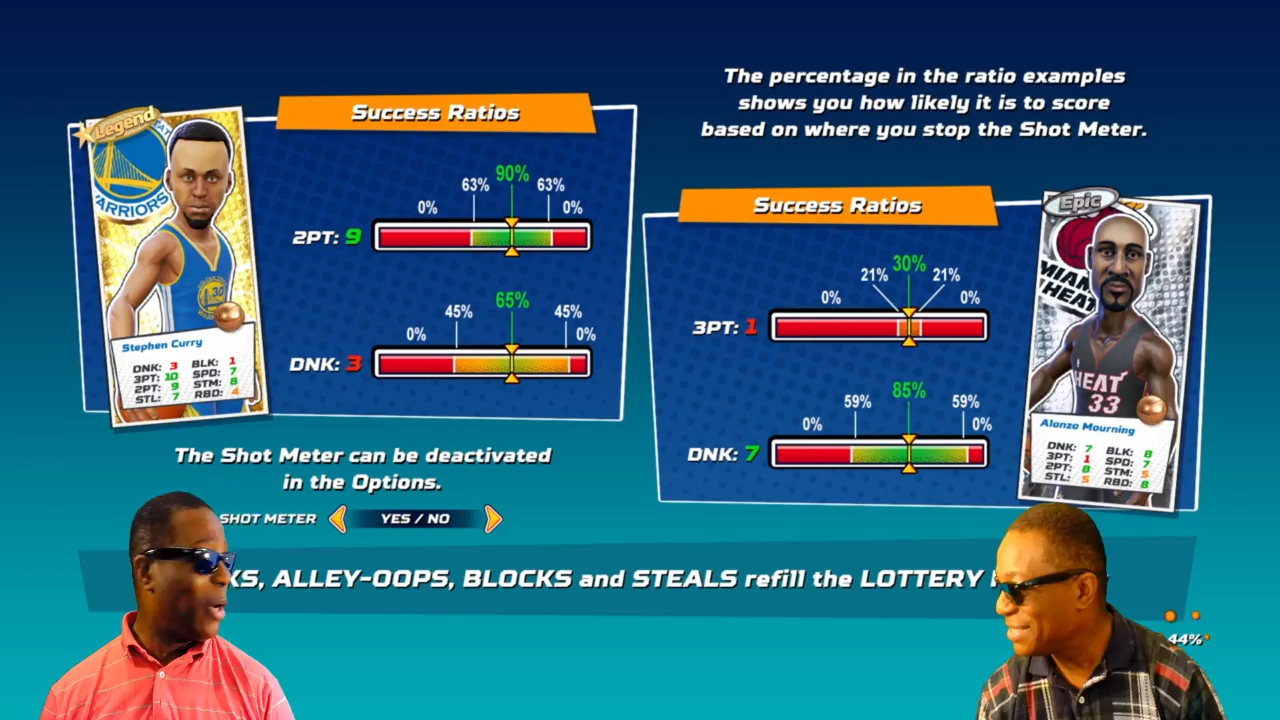 The percentage in the ratio examples
shows you how likely it is to score
based on where you stop the Shot Meter.
Legend
WARRIORS
30
Stephen Curry
DNK: 3 BLK: 1
3PT: 10 SPD: 7
2PT: 9 STM: 8
STL: 7 RBD: 4
Success Ratios
90%
63% 63%
0% 0%
2PT: 9
65%
45% 45%
0% 0%
DNK: 3
Success Ratios
30%
21% 21%
0% 0%
3PT: 1
85%
59% 59%
0% 0%
DNK: 7
Epic
MIAMI
HEAT
HEAT
33
Alonzo Mourning
DNK: 7 BLK: 8
3PT: 1 SPD: 7
2PT: 8 STM: 5
STL: 5 RBD: 8
The Shot Meter can be deactivated
in the Options.
SHOT METER YES / NO
KS, ALLEY-OOPS, BLOCKS and STEALS refill the LOTTERY
44%